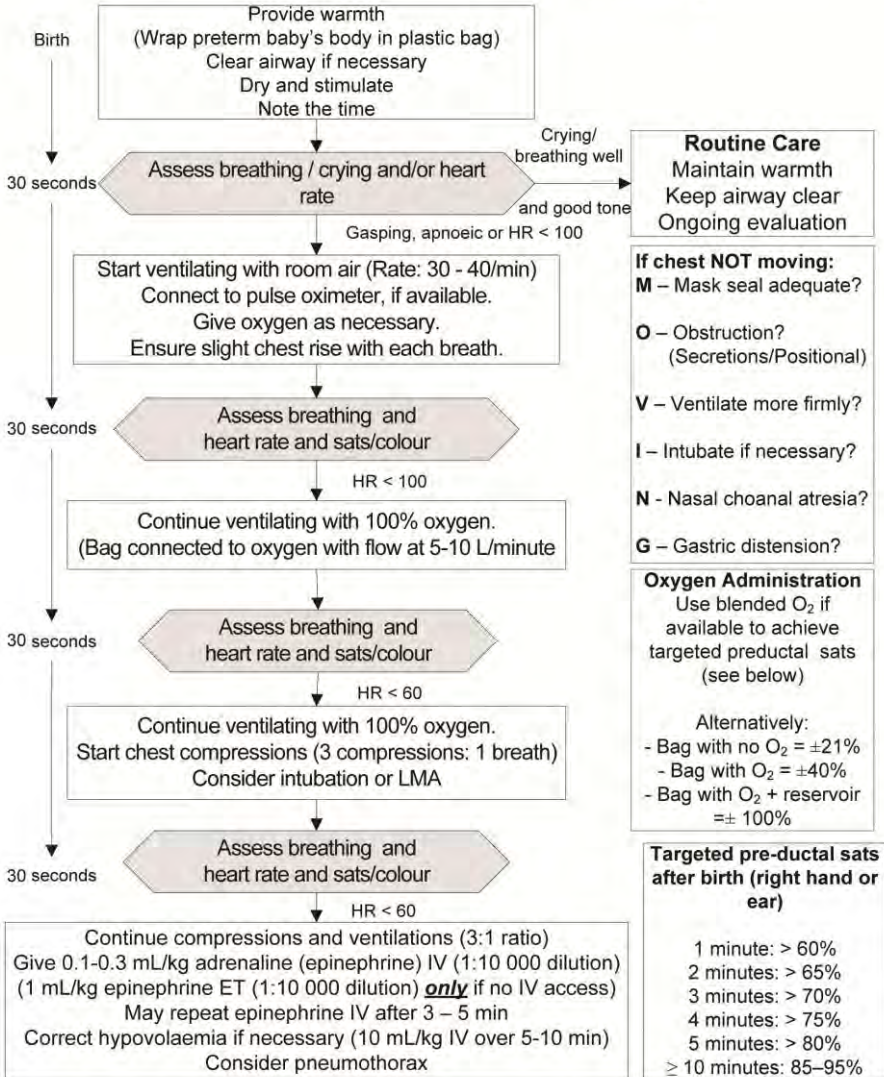 Birth
Provide warmth
(Wrap preterm baby's body in plastic bag)
Clear airway if necessary
Dry and stimulate
Note the time
30 seconds
Assess breathing / crying and/or heart
rate
Crying/
breathing well
and good tone
Routine Care
Maintain warmth
Keep airway clear
Ongoing evaluation
Gasping, apnoeic or HR < 100
Start ventilating with room air (Rate: 30 - 40/min)
Connect to pulse oximeter, if available.
Give oxygen as necessary.
Ensure slight chest rise with each breath.
30 seconds
Assess breathing and
heart rate and sats/colour
HR < 100
Continue ventilating with 100% oxygen.
(Bag connected to oxygen with flow at 5-10 L/minute
30 seconds
Assess breathing and
heart rate and sats/colour
HR < 60
Continue ventilating with 100% oxygen.
Start chest compressions (3 compressions: 1 breath)
Consider intubation or LMA
30 seconds
Assess breathing and
heart rate and sats/colour
HR < 60
Continue compressions and ventilations (3:1 ratio)
Give 0.1-0.3 mL/kg adrenaline (epinephrine) IV (1:10 000 dilution)
(1 mL/kg epinephrine ET (1:10 000 dilution) only if no IV access)
May repeat epinephrine IV after 3 – 5 min
Correct hypovolaemia if necessary (10 mL/kg IV over 5-10 min)
Consider pneumothorax
If chest NOT moving:
M – Mask seal adequate?
O – Obstruction?
(Secretions/Positional)
V – Ventilate more firmly?
I – Intubate if necessary?
N - Nasal choanal atresia?
G – Gastric distension?
Oxygen Administration
Use blended O₂ if
available to achieve
targeted preductal sats
(see below)
Alternatively:
- Bag with no O₂ = ±21%
- Bag with O₂ = ±40%
- Bag with O₂ + reservoir
=± 100%
Targeted pre-ductal sats
after birth (right hand or
ear)
1 minute: > 60%
2 minutes: > 65%
3 minutes: > 70%
4 minutes: > 75%
5 minutes: > 80%
≥ 10 minutes: 85–95%